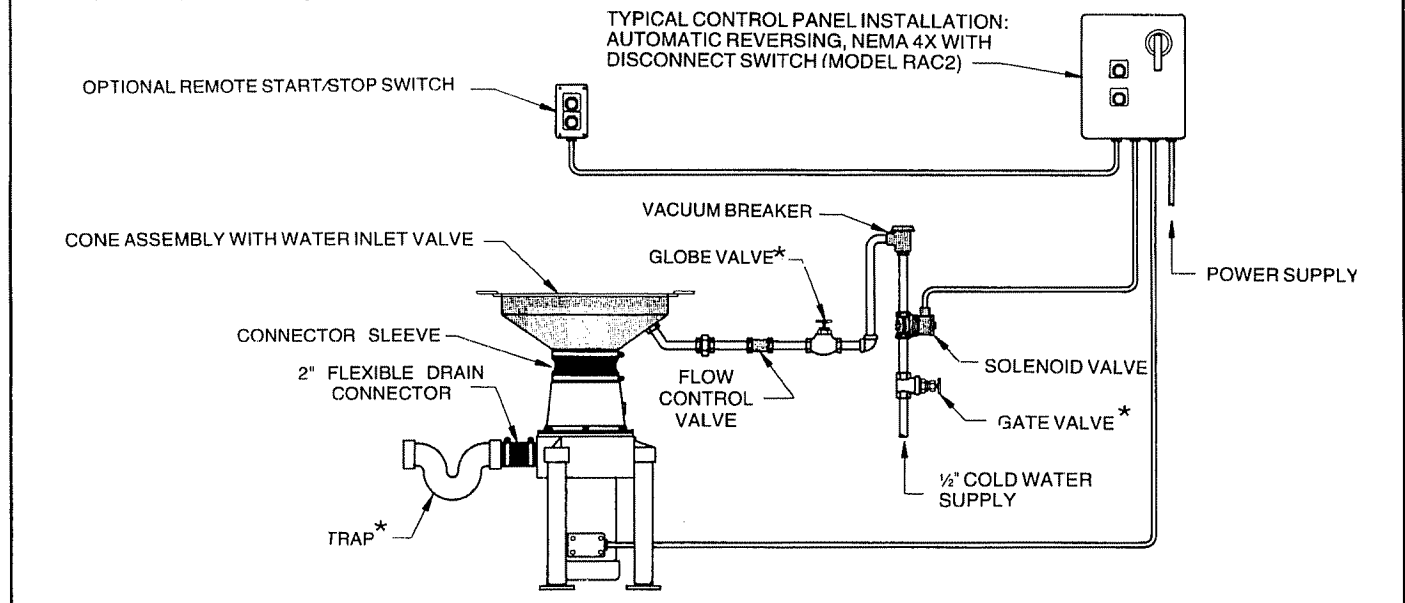 TYPICAL CONTROL PANEL INSTALLATION:
AUTOMATIC REVERSING, NEMA 4X WITH
DISCONNECT SWITCH (MODEL RAC2)
OPTIONAL REMOTE START/STOP SWITCH
VACUUM BREAKER
CONE ASSEMBLY WITH WATER INLET VALVE
GLOBE VALVE*
POWER SUPPLY
CONNECTOR SLEEVE
SOLENOID VALVE
2" FLEXIBLE DRAIN
CONNECTOR
FLOW
CONTROL
VALVE
GATE VALVE*
½" COLD WATER
SUPPLY
TRAP*